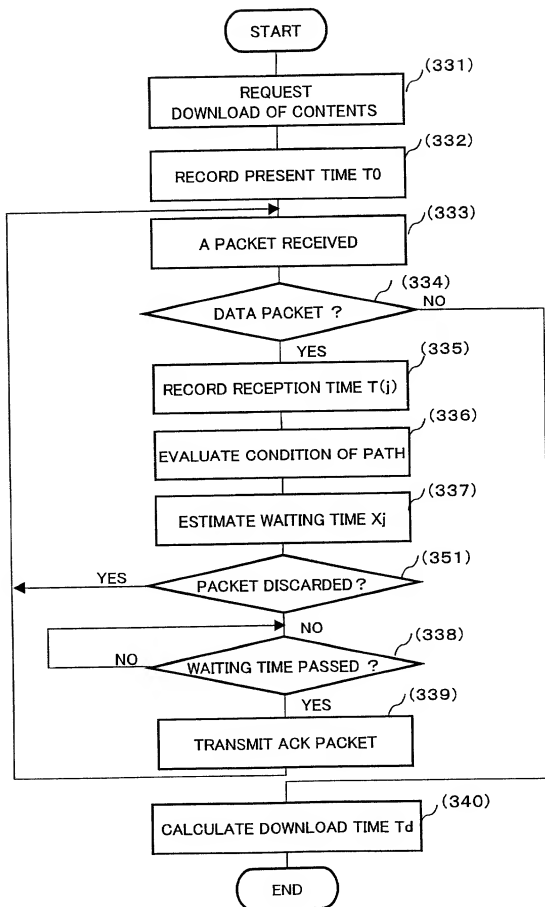 START
(331)
REQUEST
DOWNLOAD OF CONTENTS
(332)
RECORD PRESENT TIME T0
(333)
A PACKET RECEIVED
(334)
DATA PACKET ?
NO
YES
(335)
RECORD RECEPTION TIME T(j)
(336)
EVALUATE CONDITION OF PATH
(337)
ESTIMATE WAITING TIME Xj
(351)
YES
PACKET DISCARDED ?
NO
(338)
NO
WAITING TIME PASSED ?
YES
(339)
TRANSMIT ACK PACKET
(340)
CALCULATE DOWNLOAD TIME Td
END